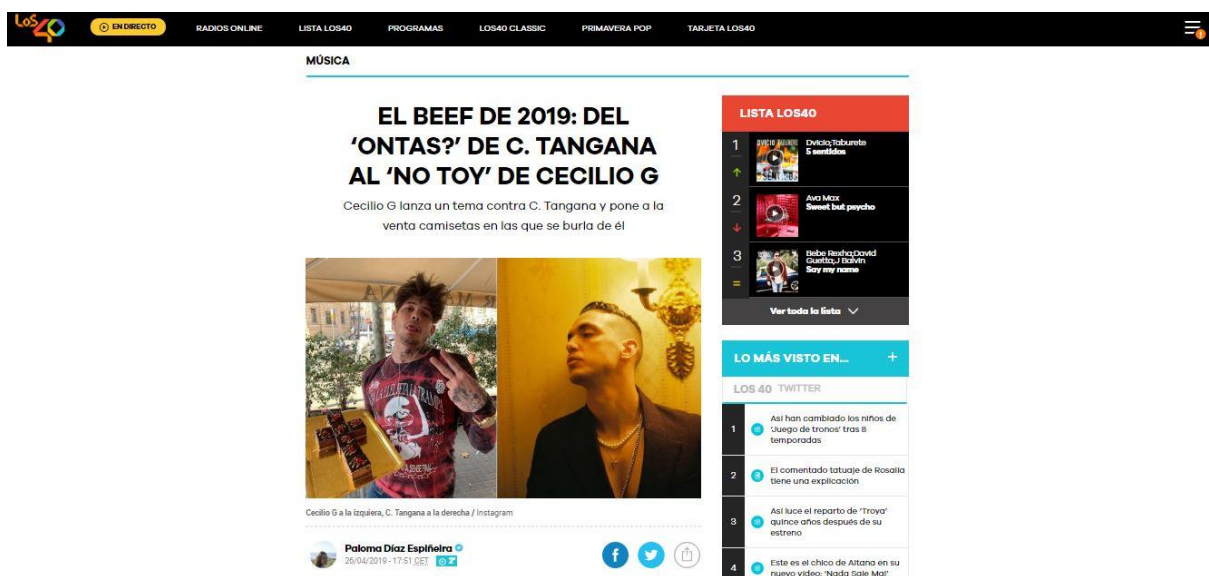 LOS40
EN DIRECTO
RADIOS ONLINE
LISTA LOS40
PROGRAMAS
LOS40 CLASSIC
PRIMAVERA POP
TARJETA LOS40
MÚSICA
EL BEEF DE 2019: DEL
‘ONTAS?’ DE C. TANGANA
AL ‘NO TOY’ DE CECILIO G
Cecilio G lanza un tema contra C. Tangana y pone a la
venta camisetas en las que se burla de él
Cecilio G a la izquiera, C. Tangana a la derecha / Instagram
Paloma Díaz Espiñeira
26/04/2019 - 17:51 CET
LISTA LOS40
1
Dvicio;Taburete
5 sentidos
2
Ava Max
Sweet but psycho
3
Bebe Rexha;David
Guetta;J Balvin
Say my name
Ver toda la lista
LO MÁS VISTO EN...
+
LOS 40
TWITTER
1
Así han cambiado los niños de
'Juego de tronos' tras 8
temporadas
2
El comentado tatuaje de Rosalía
tiene una explicación
3
Así luce el reparto de 'Troya'
quince años después de su
estreno
4
Este es el chico de Aitana en su
nuevo vídeo: 'Nada Sale Mal'